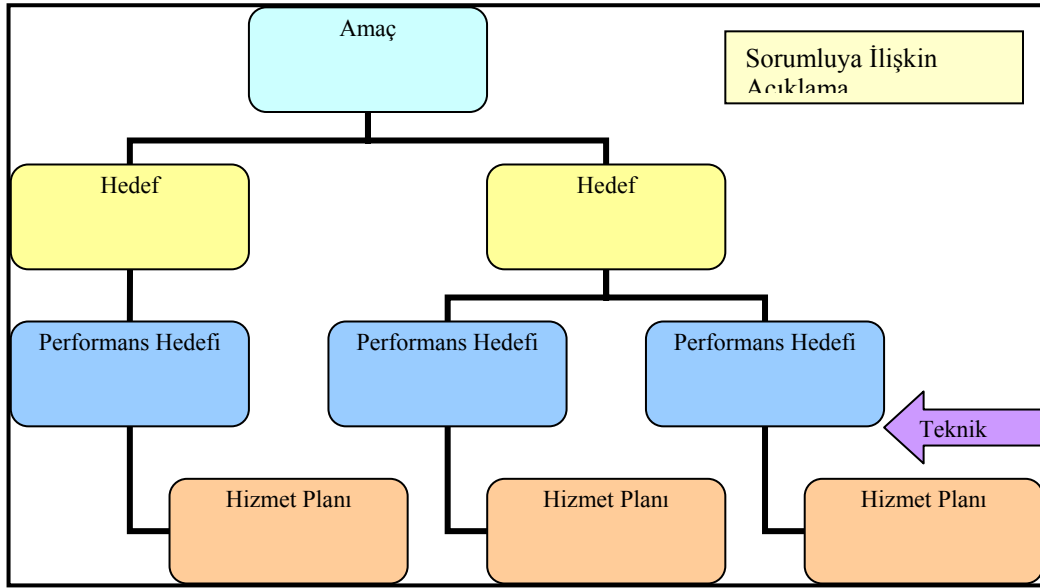 Amaç
Sorumluya İlişkin
Açıklama
Hedef
Hedef
Performans Hedefi
Performans Hedefi
Performans Hedefi
Teknik
Hizmet Planı
Hizmet Planı
Hizmet Planı